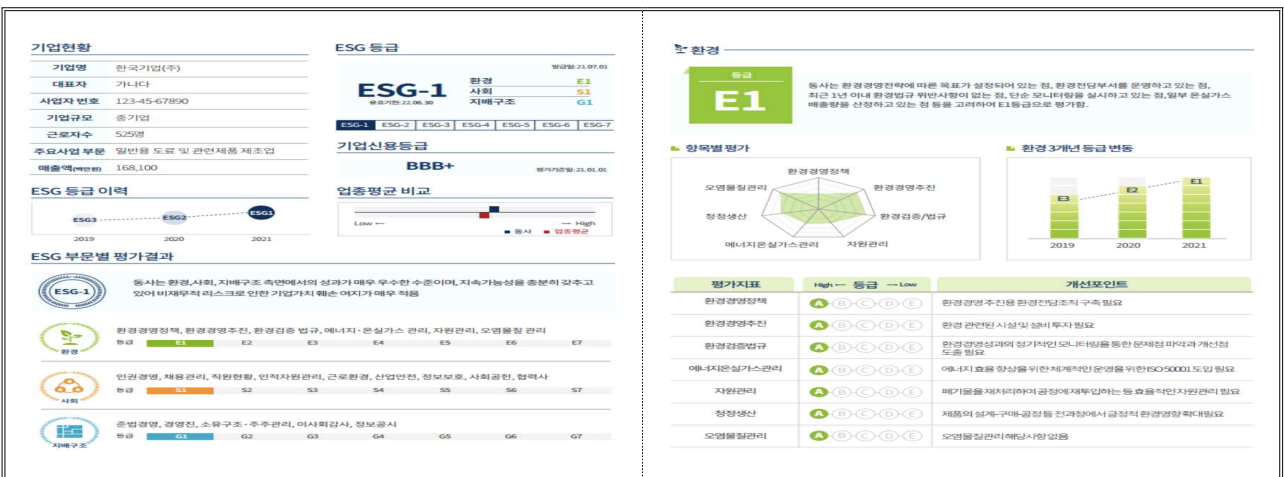 기업현황
기업명 한국기업(주)
대표자 가나다
사업자 번호 123-45-67890
기업규모 중기업
근로자수 525명
주요사업 부문 일반용 도료 및 관련제품 제조업
매출액(백만원) 168,100
ESG 등급
평급일:21.07.01
ESG-1
유효기한:22.06.30
환경 E1
사회 S1
지배구조 G1
ESG-1 ESG-2 ESG-3 ESG-4 ESG-5 ESG-6 ESG-7
기업신용등급
BBB+
평가기준일:21.01.01
ESG 등급 이력
ESG3 ESG2 ESG1
2019 2020 2021
업종평균 비교
Low ← → High
■ 동사 ■ 업종평균
ESG 부문별 평가결과
ESG-1
동사는 환경,사회, 지배구조 측면에서의 성과가 매우 우수한 수준이며, 지속가능성을 충분히 갖추고
있어 비재무적 리스크로 인한 기업가치 훼손 여지가 매우 적음
환경
환경경영정책, 환경경영추진, 환경검증 법규, 에너지·온실가스 관리, 자원관리, 오염물질 관리
등급 E1 E2 E3 E4 E5 E6 E7
사회
인권경영, 채용관리, 직원현황, 인적자원관리, 근로환경, 산업안전, 정보보호, 사회공헌, 협력사
등급 S1 S2 S3 S4 S5 S6 S7
지배구조
준법경영, 경영진, 소유구조·주주관리, 이사회감사, 정보공시
등급 G1 G2 G3 G4 G5 G6 G7
환경
등급
E1
동사는 환경경영전략에 따른 목표가 설정되어 있는 점, 환경전담부서를 운영하고 있는 점,
최근 1년 이내 환경법규 위반사항이 없는 점, 단순 모니터링을 실시하고 있는 점,일부 온실가스
배출량을 산정하고 있는 점 등을 고려하여 E1등급으로 평가함.
항목별 평가
환경경영정책
환경경영추진
환경검증/법규
자원관리
에너지온실가스관리
청정생산
오염물질관리
환경 3개년 등급 변동
E3 E2 E1
2019 2020 2021
평가지표 High ← 등급 → Low 개선포인트
환경경영정책 A B C D E 환경경영 추진용 환경전담조직 구축 필요
환경경영추진 A B C D E 환경 관련된 시설 및 설비 투자 필요
환경검증법규 A B C D E 환경경영성과의 정기적인 모니터링을 통한 문제점 파악과 개선점
도출 필요
에너지온실가스관리 A B C D E 에너지 효율 향상을 위한 체계적인 운영을 위한 ISO 50001 도입 필요
자원관리 A B C D E 폐기물을 재처리하여 공정에 재투입하는 등 효율적인 자원관리 필요
청정생산 A B C D E 제품의 설계-구매-공정 등 전과정에서 긍정적 환경영향 확대 필요
오염물질관리 A B C D E 오염물질관리 해당사항 없음